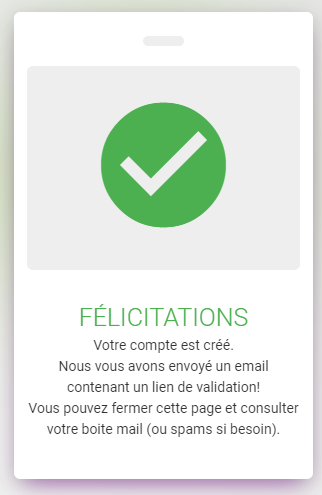 FÉLICITATIONS
Votre compte est créé.
Nous vous avons envoyé un email
contenant un lien de validation!
Vous pouvez fermer cette page et consulter
votre boite mail (ou spams si besoin).